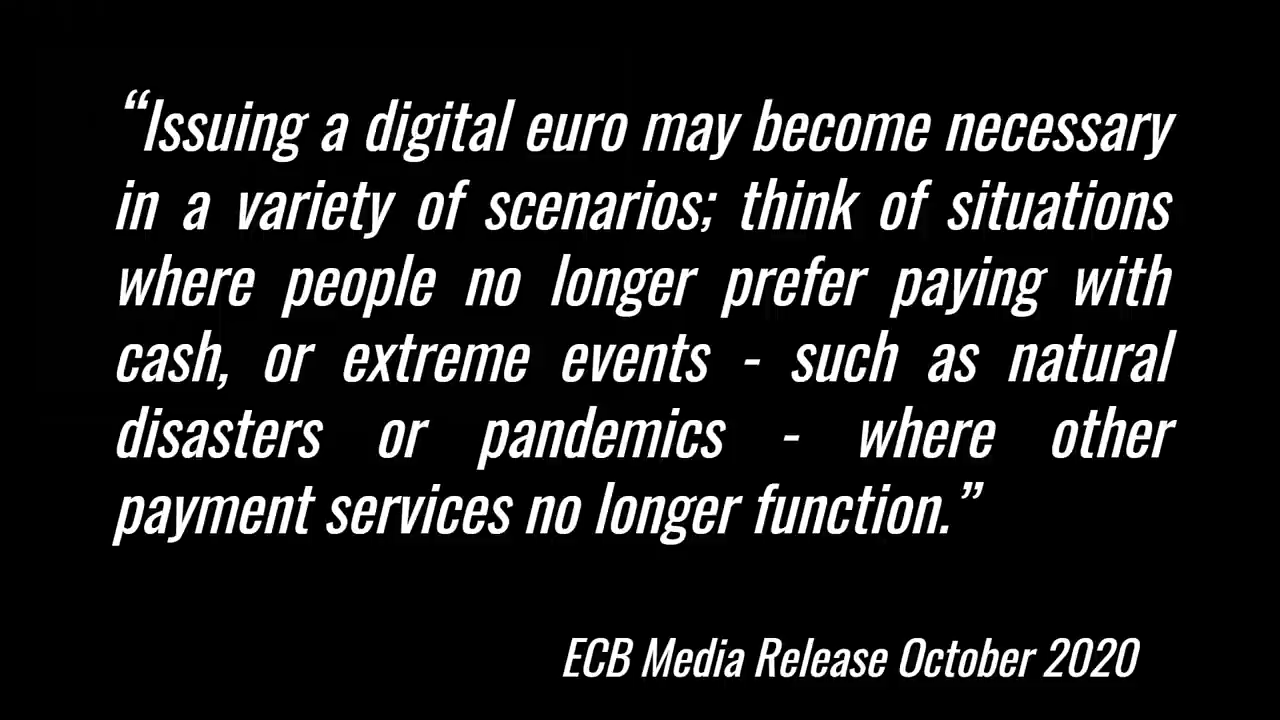 “Issuing a digital euro may become necessary
in a variety of scenarios; think of situations
where people no longer prefer paying with
cash, or extreme events - such as natural
disasters or pandemics - where other
payment services no longer function.”
ECB Media Release October 2020